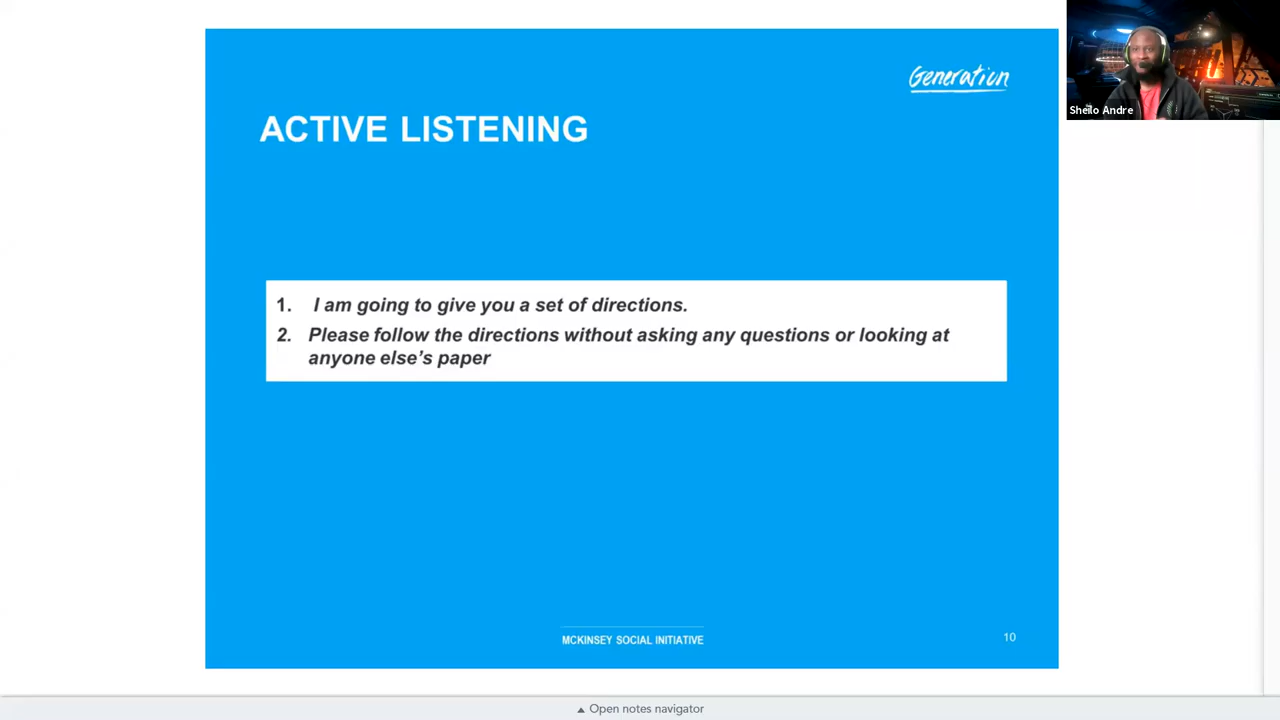 Generation
Sheilo Andre
ACTIVE LISTENING
1. I am going to give you a set of directions.
2. Please follow the directions without asking any questions or looking at
anyone else’s paper
MCKINSEY SOCIAL INITIATIVE
10
▲ Open notes navigator